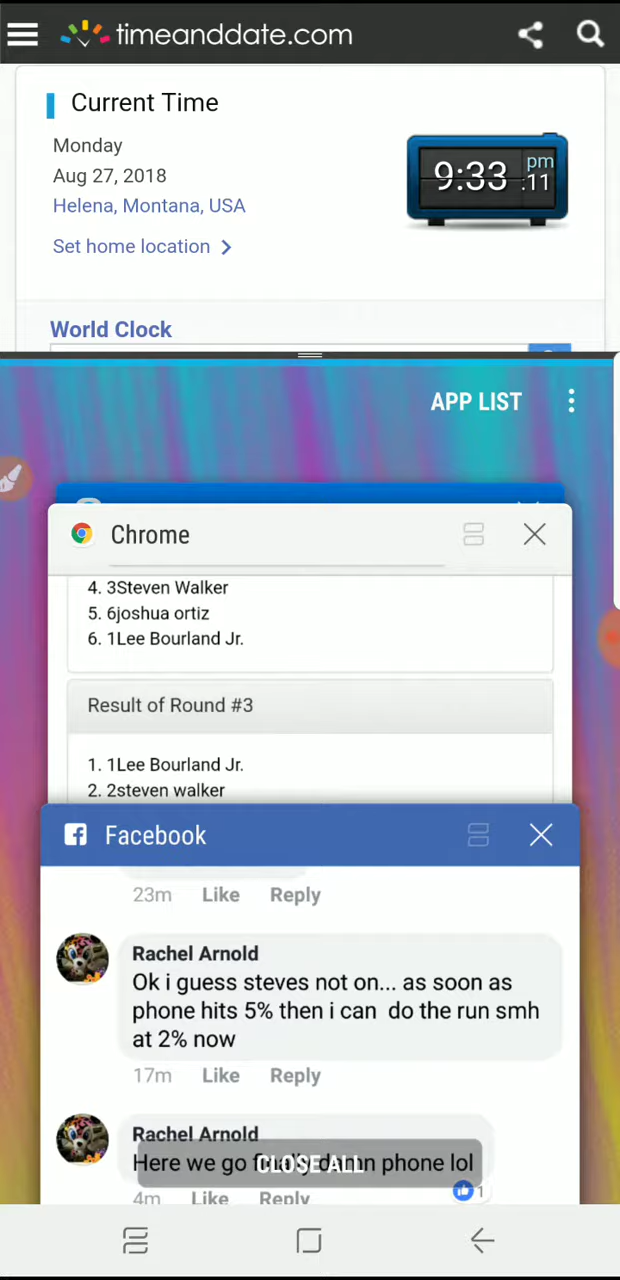 timeanddate.com
Current Time
Monday
Aug 27, 2018
Helena, Montana, USA
9:33 pm :11
Set home location
World Clock
APP LIST
Chrome
4. 3Steven Walker
5. 6joshua ortiz
6. 1Lee Bourland Jr.
Result of Round #3
1. 1Lee Bourland Jr.
2. 2steven walker
Facebook
23m Like Reply
Rachel Arnold
Ok i guess steves not on... as soon as
phone hits 5% then i can do the run smh
at 2% now
17m Like Reply
Rachel Arnold
Here we go finally damn phone lol
CLOSE ALL
4m Like Reply 1